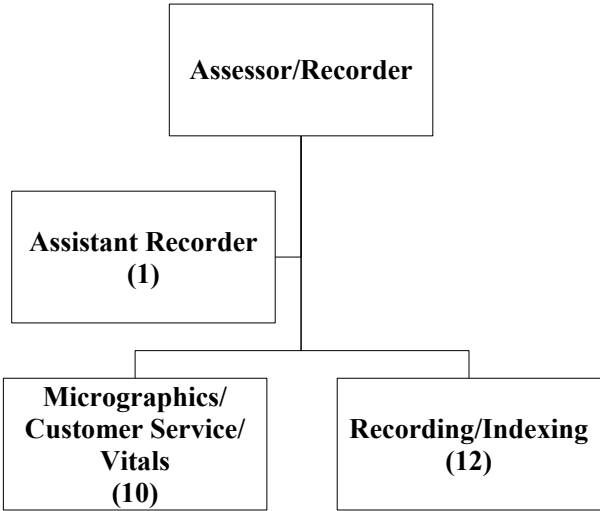 Assessor/Recorder
Assistant Recorder
(1)
Micrographics/
Customer Service/
Vitals
(10)
Recording/Indexing
(12)